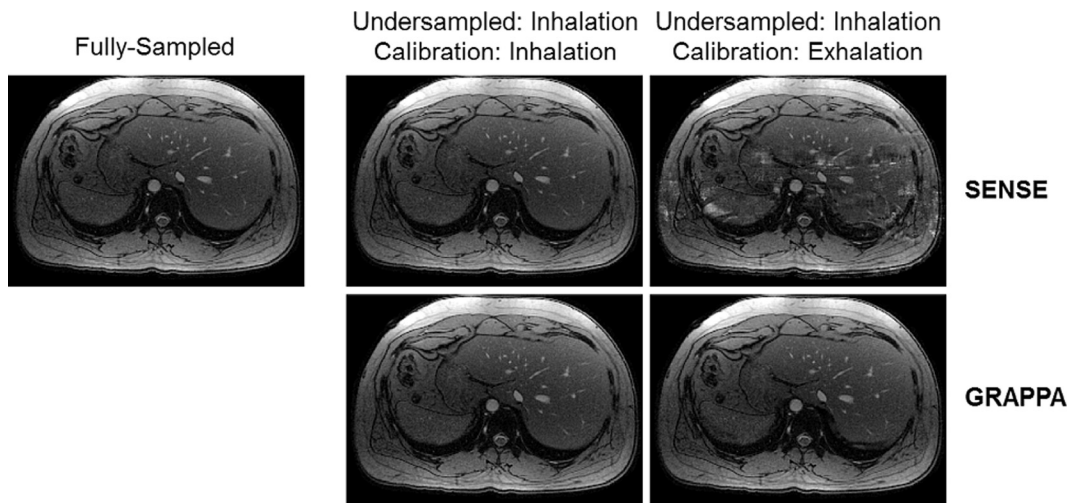 Fully-Sampled
Undersampled: Inhalation
Calibration: Inhalation
Undersampled: Inhalation
Calibration: Exhalation
SENSE
GRAPPA